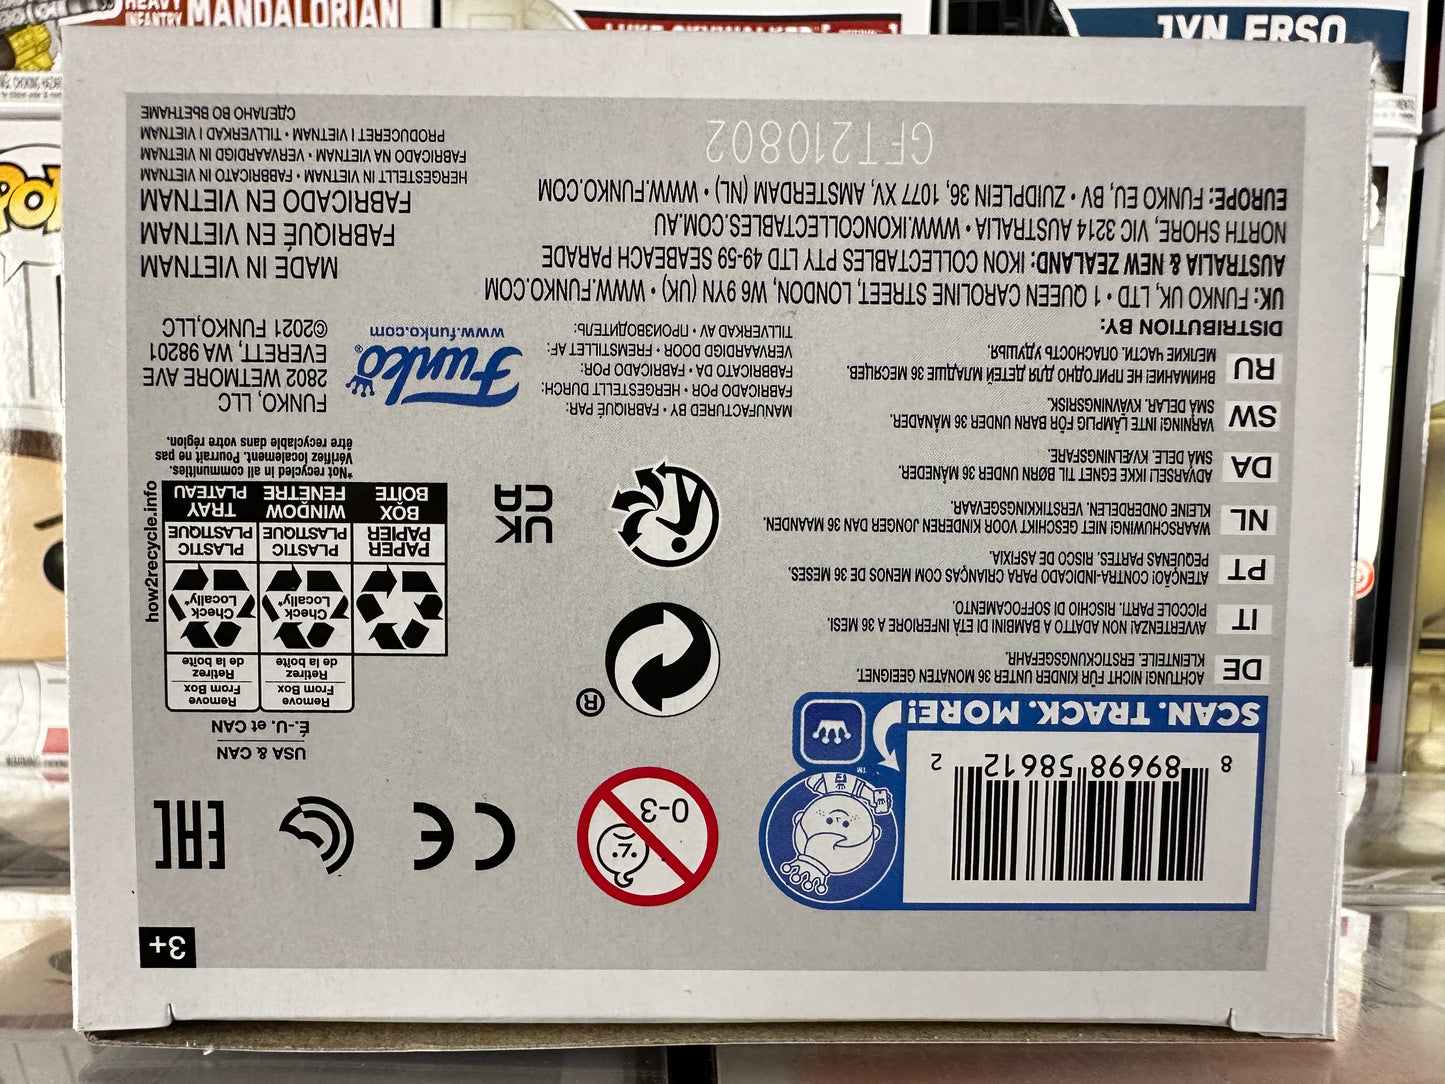 3+
EAC
CE
0-3
8 89698 58612 2
SCAN. TRACK. MORE!
™
USA & CAN
É.-U. et CAN
Remove
From Box
Retirez
de la boîte
Remove
From Box
Retirez
de la boîte
Check
Locally*
Check
Locally*
PAPER
PAPIER
BOX
BOÎTE
PLASTIC
PLASTIQUE
WINDOW
FENÊTRE
PLASTIC
PLASTIQUE
TRAY
PLATEAU
how2recycle.info
*Not recycled in all communities.
Vérifiez localement. Pourrait ne pas
être recyclable dans votre région.
®
UK
CA
DE ACHTUNG! NICHT FÜR KINDER UNTER 36 MONATEN GEEIGNET.
KLEINTEILE. ERSTICKUNGSGEFAHR.
IT AVVERTENZA! NON ADATTO A BAMBINI DI ETÀ INFERIORE A 36 MESI.
PICCOLE PARTI. RISCHIO DI SOFFOCAMENTO.
PT ATENÇÃO! CONTRA-INDICADO PARA CRIANÇAS COM MENOS DE 36 MESES.
PEQUENAS PARTES. RISCO DE ASFIXIA.
NL WAARSCHUWING! NIET GESCHIKT VOOR KINDEREN JONGER DAN 36 MAANDEN.
KLEINE ONDERDELEN. VERSTIKKINGSGEVAAR.
DA ADVARSEL! IKKE EGNET TIL BØRN UNDER 36 MÅNEDER.
SMÅ DELE. KVÆLNINGSFARE.
SW VARNING! INTE LÄMPLIG FÖR BARN UNDER 36 MÅNADER.
SMÅ DELAR. KVÄVNINGSRISK.
RU ВНИМАНИЕ! НЕ ПРИГОДНО ДЛЯ ДЕТЕЙ МЛАДШЕ 36 МЕСЯЦЕВ.
МЕЛКИЕ ЧАСТИ. ОПАСНОСТЬ УДУШЬЯ.
MANUFACTURED BY • FABRIQUÉ PAR:
FABRICADO POR • HERGESTELLT DURCH:
FABBRICATO DA • FABRICADO POR:
VERVAARDIGD DOOR • FREMSTILLET AF:
TILLVERKAD AV • ПРОИЗВОДИТЕЛЬ:
Funko®
www.funko.com
FUNKO, LLC
2802 WETMORE AVE
EVERETT, WA 98201
©2021 FUNKO,LLC
DISTRIBUTION BY:
UK: FUNKO UK, LTD • 1 QUEEN CAROLINE STREET, LONDON, W6 9YN (UK) • WWW.FUNKO.COM
AUSTRALIA & NEW ZEALAND: IKON COLLECTABLES PTY LTD 49-59 SEABEACH PARADE
NORTH SHORE, VIC 3214 AUSTRALIA • WWW.IKONCOLLECTABLES.COM.AU
EUROPE: FUNKO EU, BV • ZUIDPLEIN 36, 1077 XV, AMSTERDAM (NL) • WWW.FUNKO.COM
GFT210802
MADE IN VIETNAM
FABRIQUÉ EN VIETNAM
FABRICADO EN VIETNAM
HERGESTELLT IN VIETNAM • FABBRICATO IN VIETNAM
FABRICADO NA VIETNAM • VERVAARDIGD IN VIETNAM
PRODUCERET I VIETNAM • TILLVERKAD I VIETNAM
СДЕЛАНО ВО ВЬЕТНАМЕ
HEAVY
INFANTRY MANDALORIAN
LUKE SKYWALKER
JYN ERSO
POP